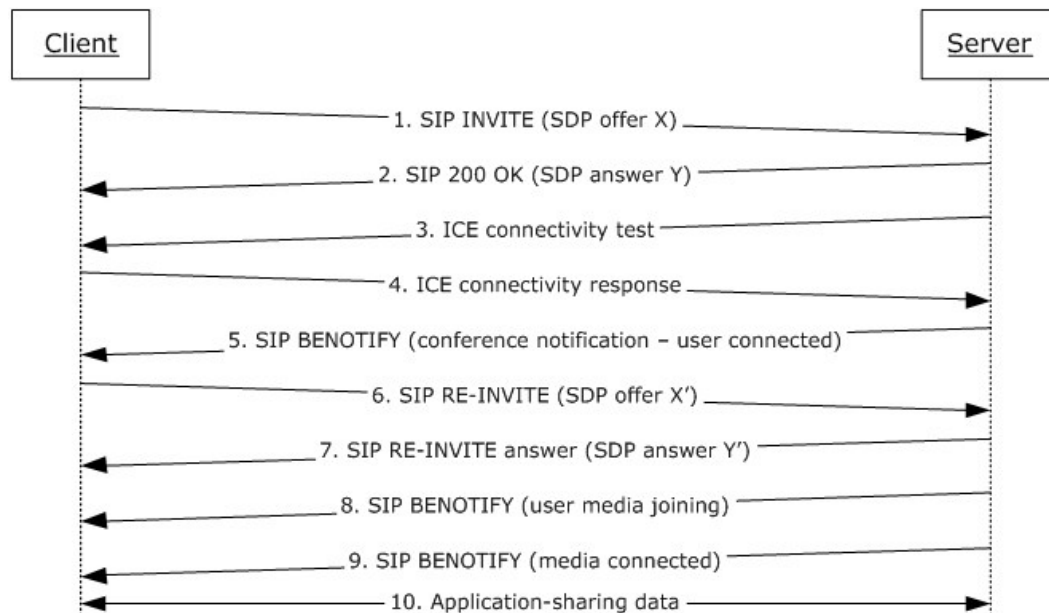 Client
Server
1. SIP INVITE (SDP offer X)
2. SIP 200 OK (SDP answer Y)
3. ICE connectivity test
4. ICE connectivity response
5. SIP BENOTIFY (conference notification – user connected)
6. SIP RE-INVITE (SDP offer X’)
7. SIP RE-INVITE answer (SDP answer Y’)
8. SIP BENOTIFY (user media joining)
9. SIP BENOTIFY (media connected)
10. Application-sharing data